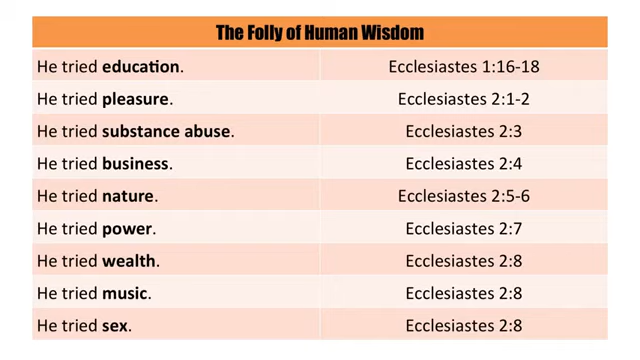 The Folly of Human Wisdom
He tried education. Ecclesiastes 1:16-18
He tried pleasure. Ecclesiastes 2:1-2
He tried substance abuse. Ecclesiastes 2:3
He tried business. Ecclesiastes 2:4
He tried nature. Ecclesiastes 2:5-6
He tried power. Ecclesiastes 2:7
He tried wealth. Ecclesiastes 2:8
He tried music. Ecclesiastes 2:8
He tried sex. Ecclesiastes 2:8